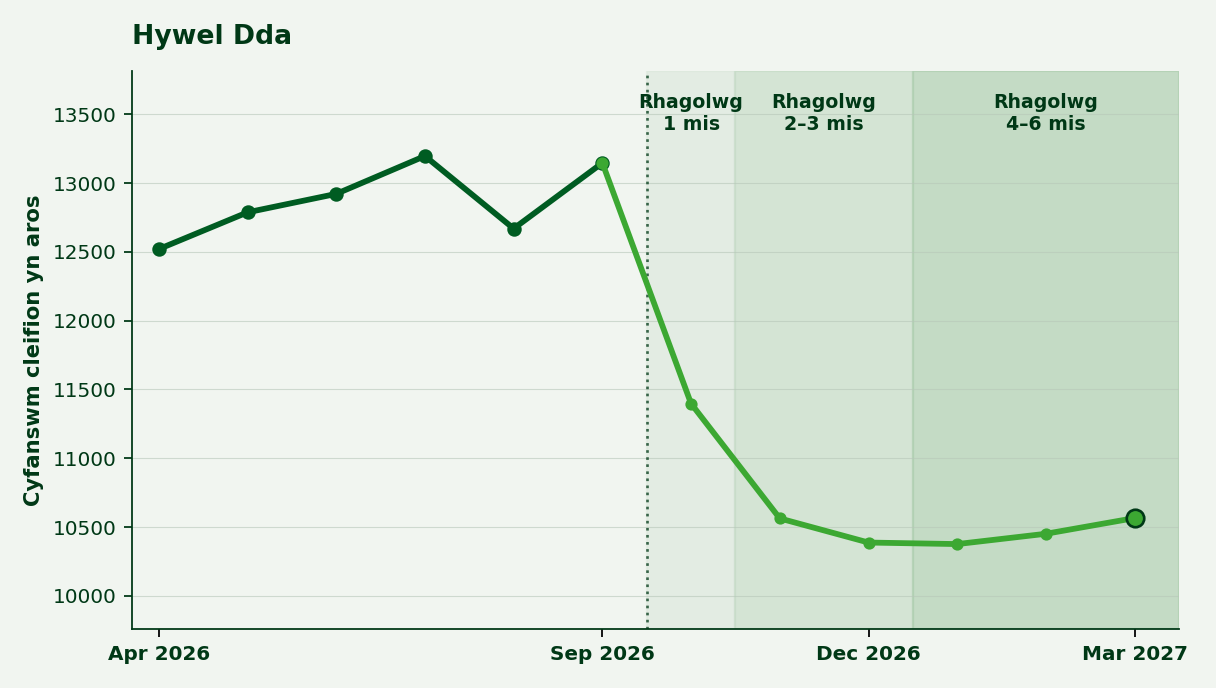 Hywel Dda
Rhagolwg
1 mis
Rhagolwg
2–3 mis
Rhagolwg
4–6 mis
Cyfanswm cleifion yn aros
13500
13000
12500
12000
11500
11000
10500
10000
Apr 2026
Sep 2026
Dec 2026
Mar 2027